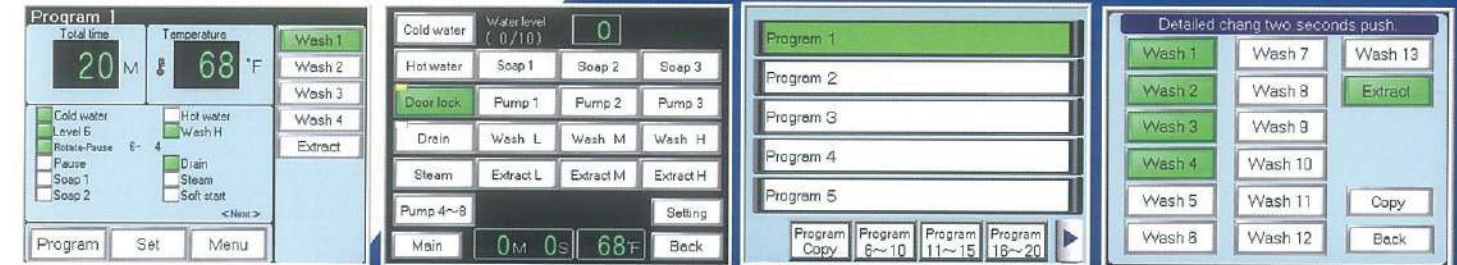 Program 1
Total time
20 M
Temperature
68 °F
Wash 1
Wash 2
Wash 3
Wash 4
Extract
Cold water
Level 6
Rotate-Pause 6- 4
Pause
Soap 1
Soap 2
Hot water
Wash H
Drain
Steam
Soft start
<Next>
Program
Set
Menu
Cold water
Water level
( 0/10)
0
Hot water
Soap 1
Soap 2
Soap 3
Door lock
Pump 1
Pump 2
Pump 3
Drain
Wash L
Wash M
Wash H
Steam
Extract L
Extract M
Extract H
Pump 4~8
Setting
Main
0M 0s
68°F
Back
Program 1
Program 2
Program 3
Program 4
Program 5
Program
Copy
Program
6~10
Program
11~15
Program
16~20
Detailed chang two seconds push.
Wash 1
Wash 7
Wash 13
Wash 2
Wash 8
Extract
Wash 3
Wash 9
Wash 4
Wash 10
Wash 5
Wash 11
Copy
Wash 6
Wash 12
Back